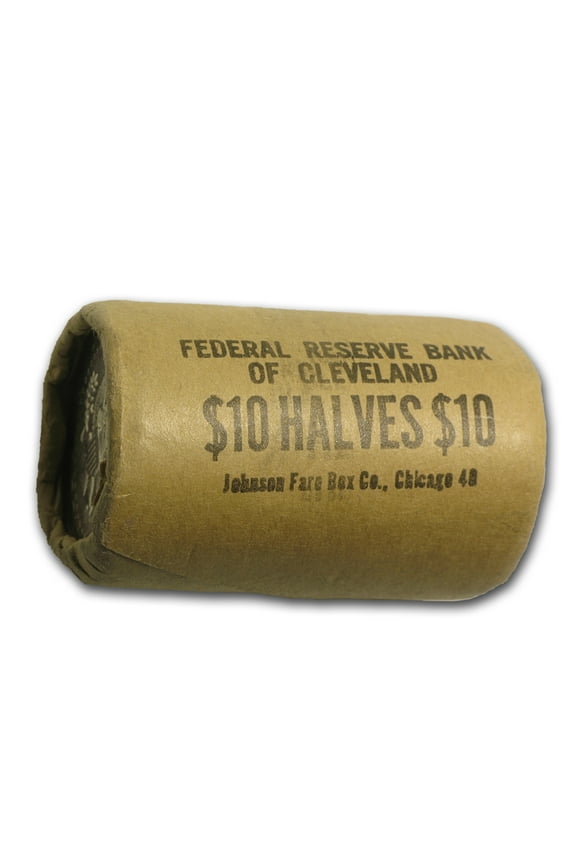 FEDERAL RESERVE BANK
OF CLEVELAND
$10 HALVES $10
Johnson Fare Box Co., Chicago 48